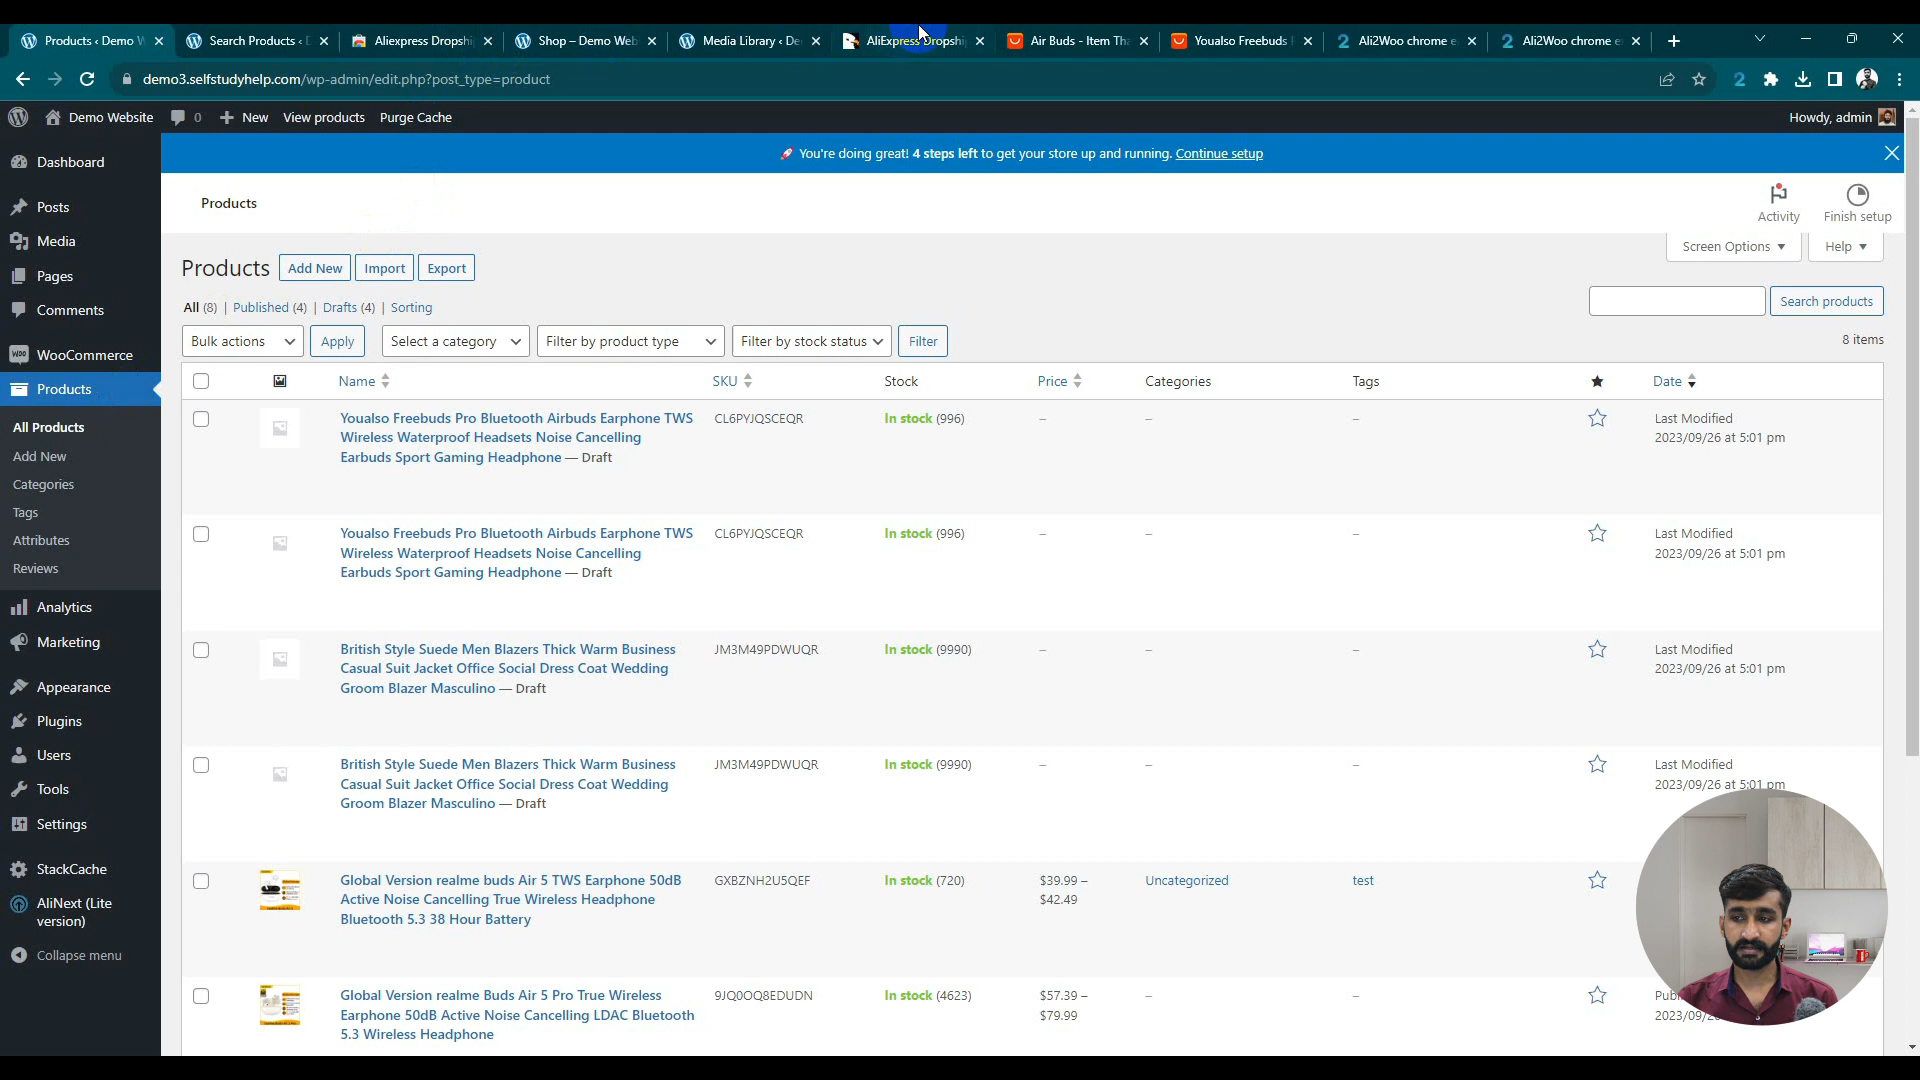 Products ‹ Demo W
Search Products ‹
Aliexpress Dropshi
Shop – Demo Web
Media Library ‹ De
AliExpress Dropshi
Air Buds - Item Tha
Youalso Freebuds
Ali2Woo chrome e
Ali2Woo chrome e
demo3.selfstudyhelp.com/wp-admin/edit.php?post_type=product
2
Demo Website
0
New
View products
Purge Cache
Howdy, admin
Dashboard
Posts
Media
Pages
Comments
WooCommerce
Products
All Products
Add New
Categories
Tags
Attributes
Reviews
Analytics
Marketing
Appearance
Plugins
Users
Tools
Settings
StackCache
AliNext (Lite
version)
Collapse menu
You're doing great! 4 steps left to get your store up and running. Continue setup
Products
Activity
Finish setup
Screen Options
Help
Products
Add New
Import
Export
All (8) | Published (4) | Drafts (4) | Sorting
Search products
Bulk actions
Apply
Select a category
Filter by product type
Filter by stock status
Filter
8 items
Name
SKU
Stock
Price
Categories
Tags
Date
Youalso Freebuds Pro Bluetooth Airbuds Earphone TWS
Wireless Waterproof Headsets Noise Cancelling
Earbuds Sport Gaming Headphone — Draft
CL6PYJQSCEQR
In stock (996)
–
–
–
Last Modified
2023/09/26 at 5:01 pm
Youalso Freebuds Pro Bluetooth Airbuds Earphone TWS
Wireless Waterproof Headsets Noise Cancelling
Earbuds Sport Gaming Headphone — Draft
CL6PYJQSCEQR
In stock (996)
–
–
–
Last Modified
2023/09/26 at 5:01 pm
British Style Suede Men Blazers Thick Warm Business
Casual Suit Jacket Office Social Dress Coat Wedding
Groom Blazer Masculino — Draft
JM3M49PDWUQR
In stock (9990)
–
–
–
Last Modified
2023/09/26 at 5:01 pm
British Style Suede Men Blazers Thick Warm Business
Casual Suit Jacket Office Social Dress Coat Wedding
Groom Blazer Masculino — Draft
JM3M49PDWUQR
In stock (9990)
–
–
–
Last Modified
2023/09/26 at 5:01 pm
Global Version realme buds Air 5 TWS Earphone 50dB
Active Noise Cancelling True Wireless Headphone
Bluetooth 5.3 38 Hour Battery
GXBZNH2U5QEF
In stock (720)
$39.99 –
$42.49
Uncategorized
test
Global Version realme Buds Air 5 Pro True Wireless
Earphone 50dB Active Noise Cancelling LDAC Bluetooth
5.3 Wireless Headphone
9JQ0OQ8EDUDN
In stock (4623)
$57.39 –
$79.99
–
–
2023/09/2